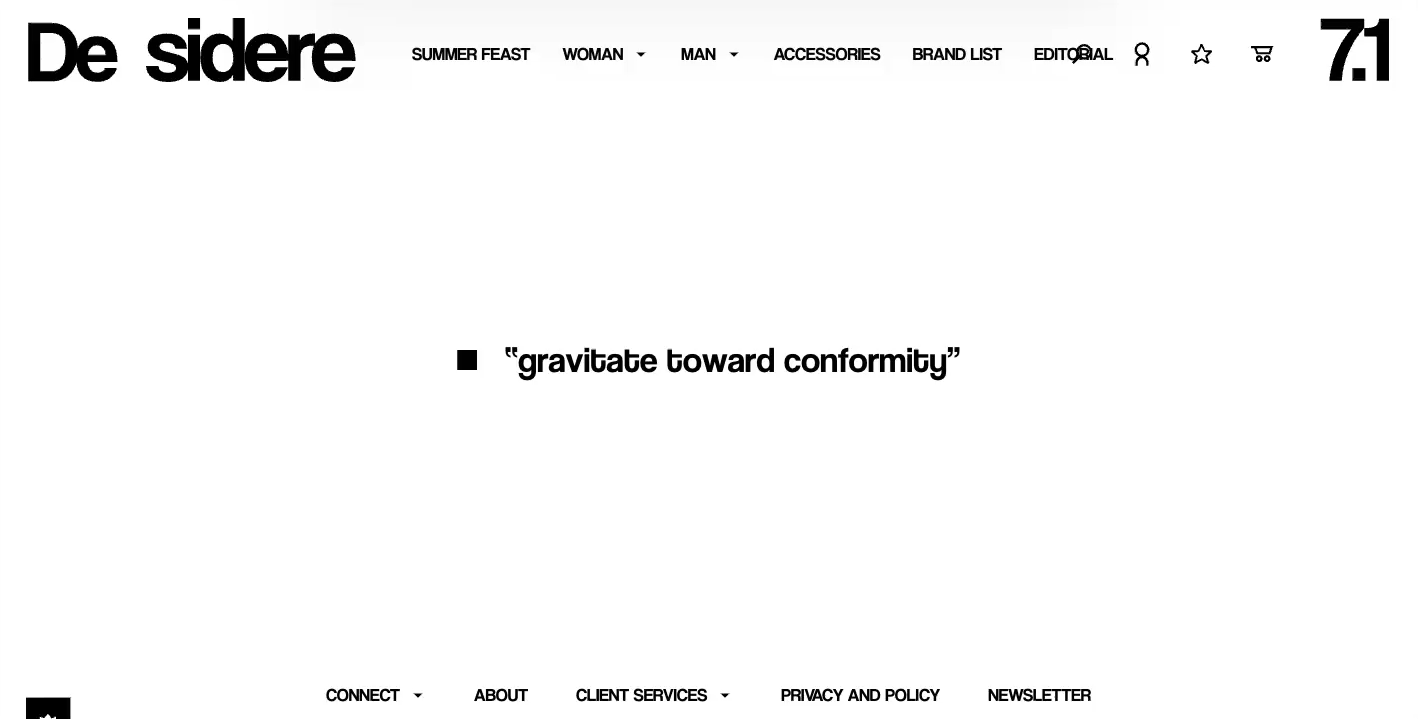 De sidere
SUMMER FEAST WOMAN MAN ACCESSORIES BRAND LIST EDITORIAL
7.1
“gravitate toward conformity”
CONNECT ABOUT CLIENT SERVICES PRIVACY AND POLICY NEWSLETTER